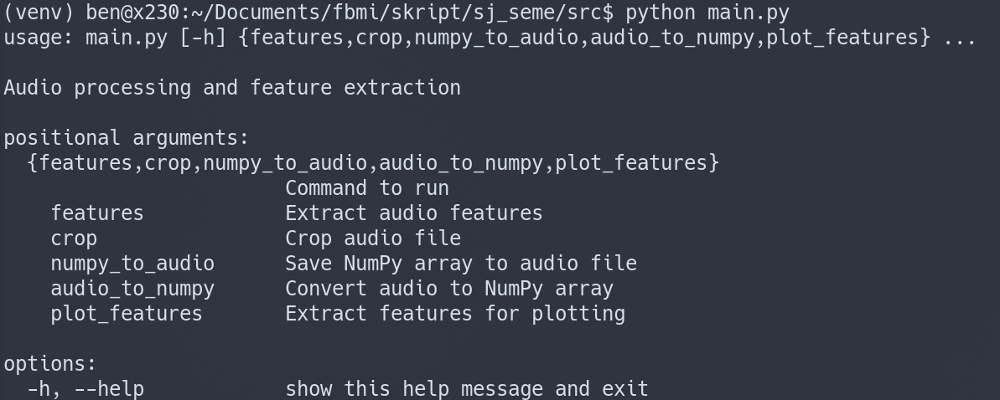 (venv) ben@x230:~/Documents/fbmi/skript/sj_seme/src$ python main.py
usage: main.py [-h] {features,crop,numpy_to_audio,audio_to_numpy,plot_features} ...

Audio processing and feature extraction

positional arguments:
  {features,crop,numpy_to_audio,audio_to_numpy,plot_features}
                        Command to run
    features            Extract audio features
    crop                Crop audio file
    numpy_to_audio      Save NumPy array to audio file
    audio_to_numpy      Convert audio to NumPy array
    plot_features       Extract features for plotting

options:
  -h, --help            show this help message and exit